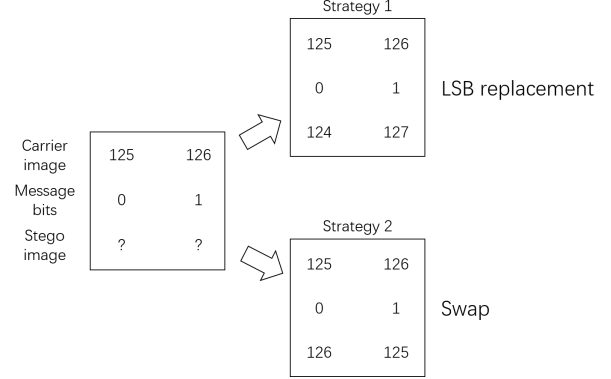 Strategy 1
125 126
0 1
124 127
LSB replacement
Carrier
image
125 126
Message
bits
0 1
Stego
image
? ?
Strategy 2
125 126
0 1
126 125
Swap